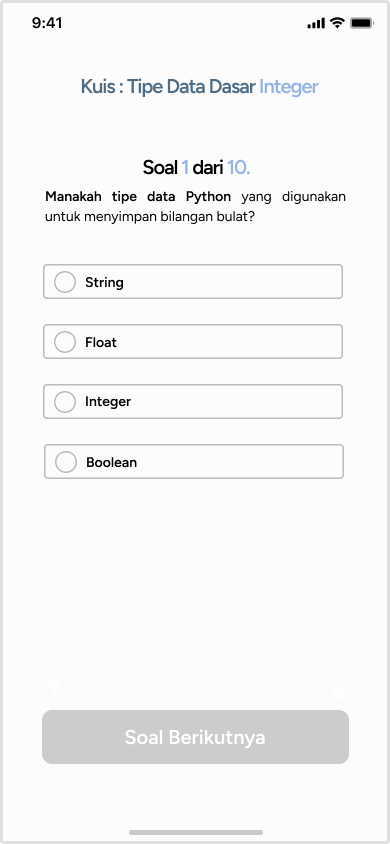 9:41
Kuis : Tipe Data Dasar Integer
Soal 1 dari 10.
Manakah tipe data Python yang digunakan
untuk menyimpan bilangan bulat?
String
Float
Integer
Boolean
?
Soal Berikutnya